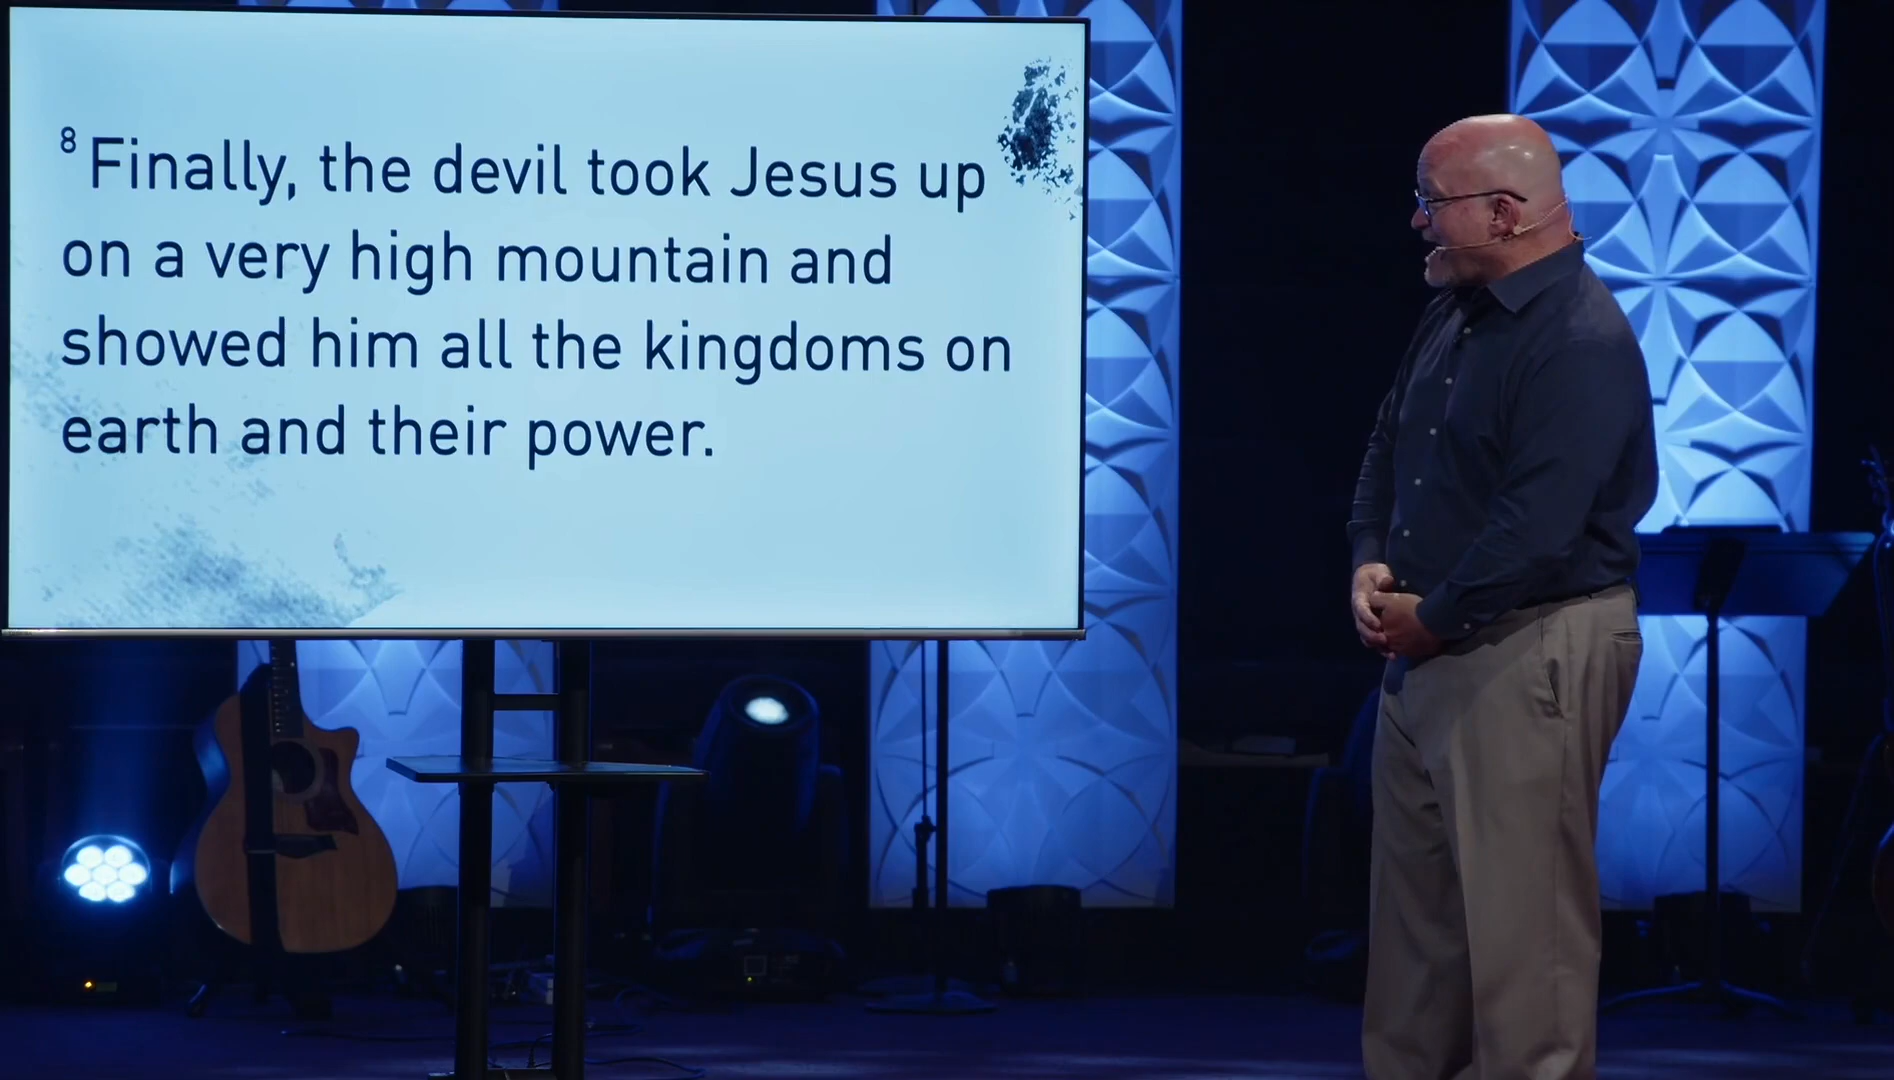 8 Finally, the devil took Jesus up
on a very high mountain and
showed him all the kingdoms on
earth and their power.